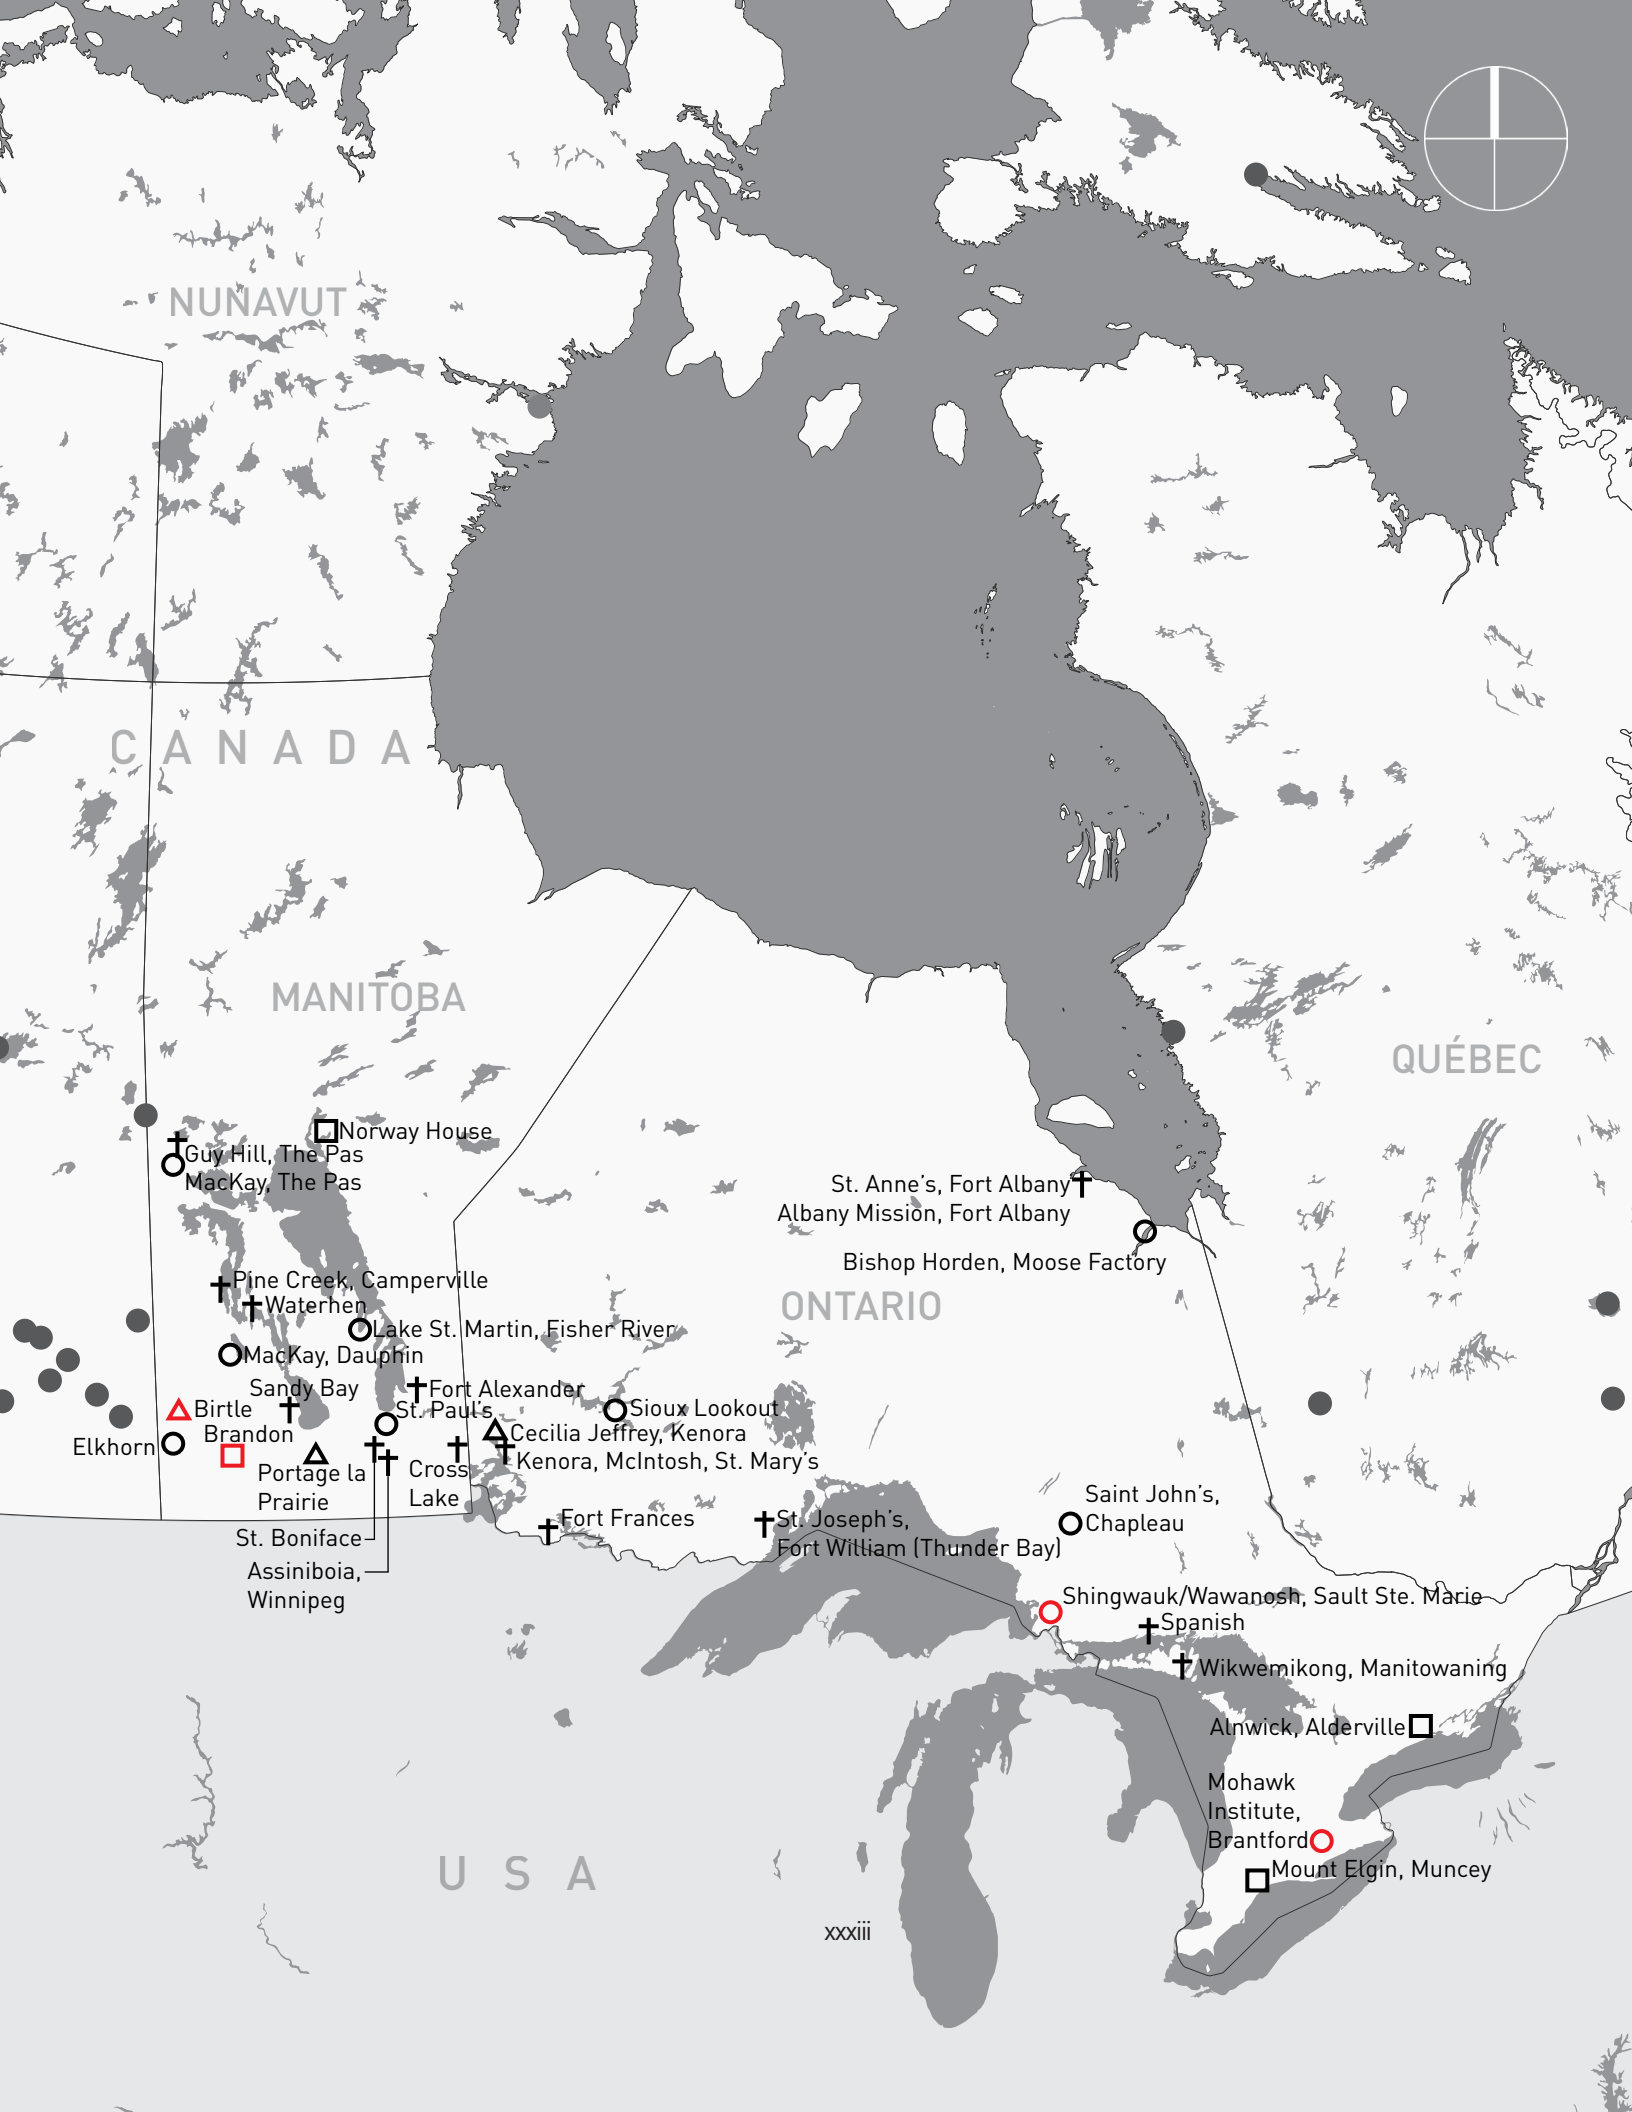 NUNAVUT
CANADA
MANITOBA
QUÉBEC
Norway House
Guy Hill, The Pas
MacKay, The Pas
St. Anne's, Fort Albany
Albany Mission, Fort Albany
Bishop Horden, Moose Factory
Pine Creek, Camperville
Waterhen
ONTARIO
Lake St. Martin, Fisher River
MacKay, Dauphin
Sandy Bay
Fort Alexander
Birtle
St. Paul's
Sioux Lookout
Brandon
Cecilia Jeffrey, Kenora
Elkhorn
Kenora, McIntosh, St. Mary's
Portage la
Prairie
Cross
Lake
Saint John's,
Chapleau
St. Boniface
Fort Frances
St. Joseph's,
Fort William (Thunder Bay)
Assiniboia,
Winnipeg
Shingwauk/Wawanosh, Sault Ste. Marie
Spanish
Wikwemikong, Manitowaning
Alnwick, Alderville
Mohawk
Institute,
Brantford
Mount Elgin, Muncey
USA
xxxiii